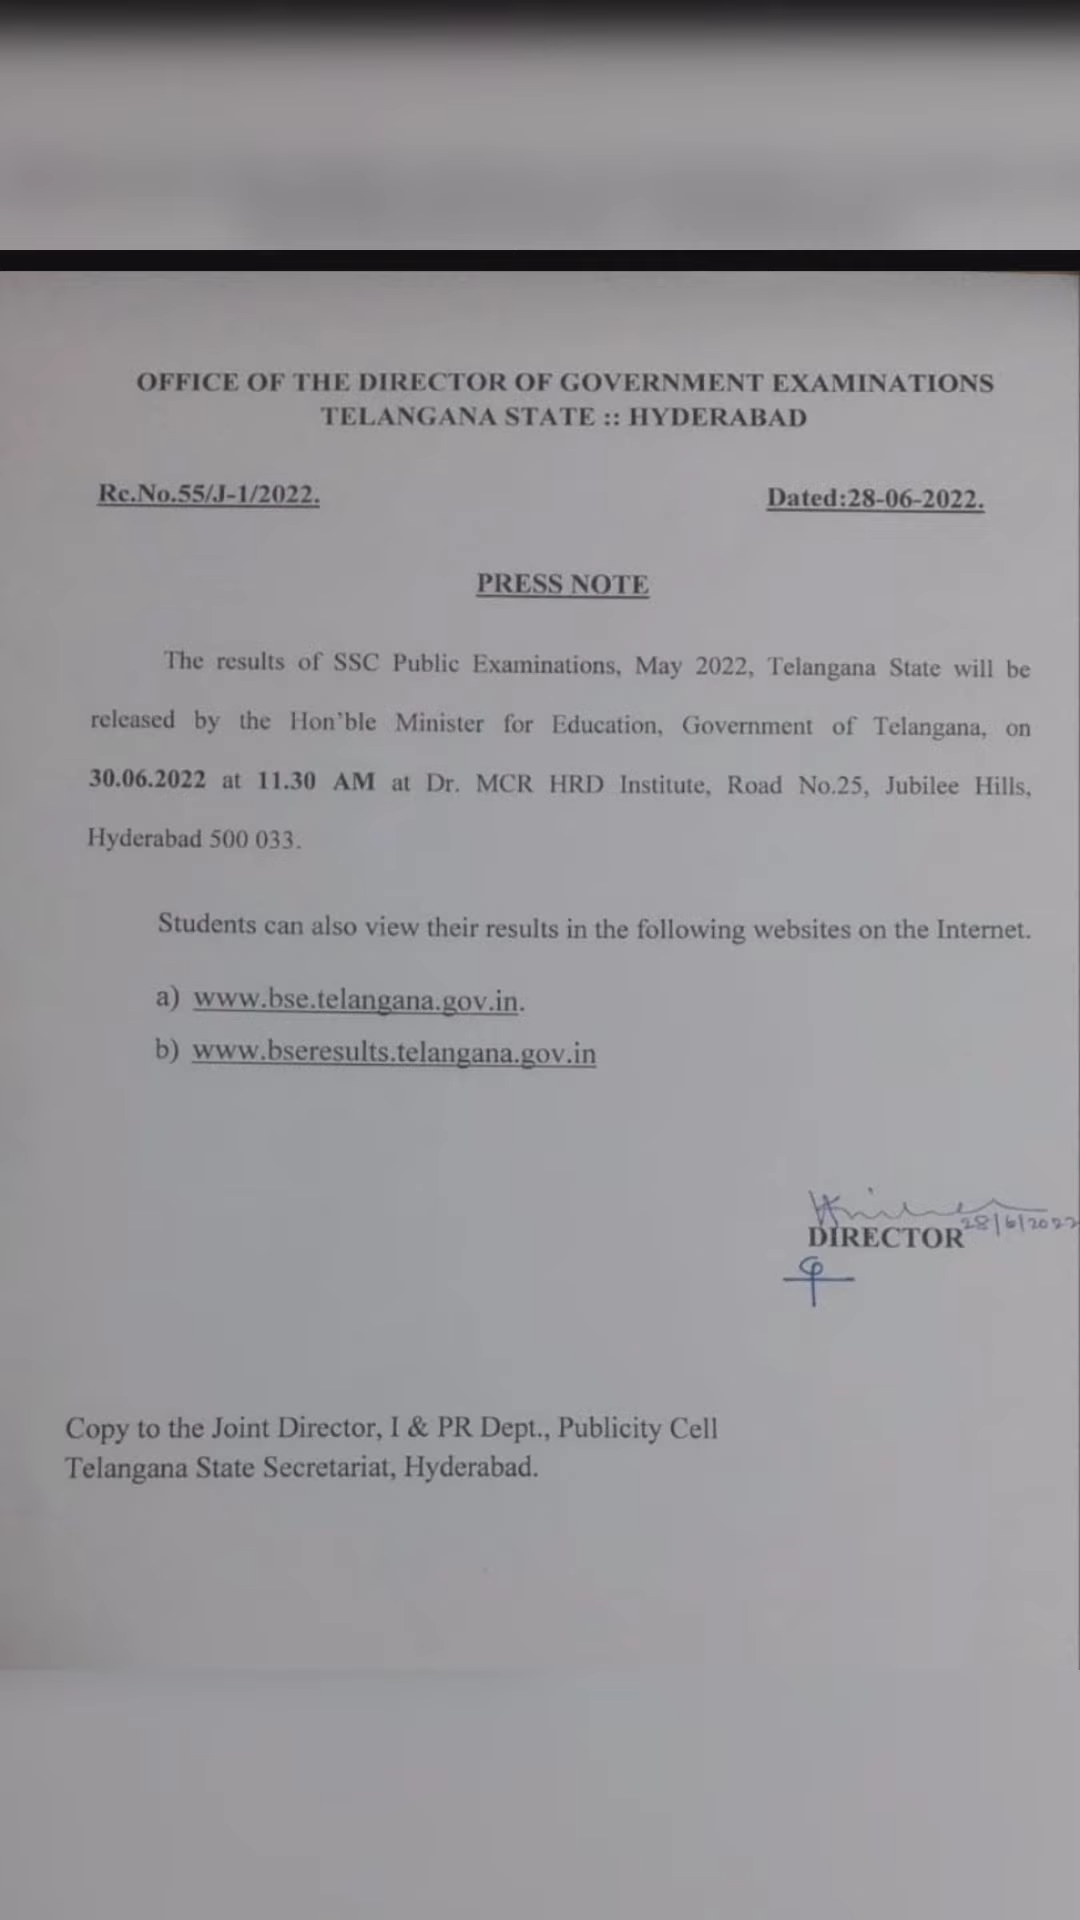 OFFICE OF THE DIRECTOR OF GOVERNMENT EXAMINATIONS
TELANGANA STATE :: HYDERABAD
Rc.No.55/J-1/2022.
Dated:28-06-2022.
PRESS NOTE
The results of SSC Public Examinations, May 2022, Telangana State will be
released by the Hon'ble Minister for Education, Government of Telangana, on
30.06.2022 at 11.30 AM at Dr. MCR HRD Institute, Road No.25, Jubilee Hills,
Hyderabad 500 033.
Students can also view their results in the following websites on the Internet.
a) www.bse.telangana.gov.in.
b) www.bseresults.telangana.gov.in
28/6/2022
DIRECTOR
Copy to the Joint Director, I & PR Dept., Publicity Cell
Telangana State Secretariat, Hyderabad.